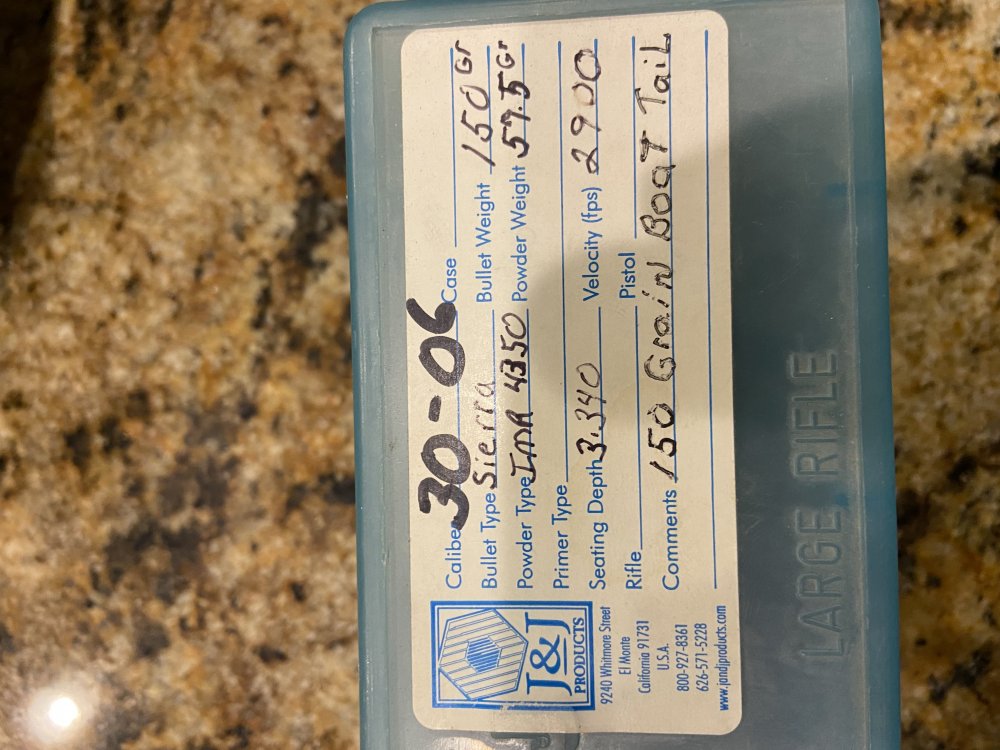 Caliber 30-06 Case
Bullet Type Sierra Bullet Weight 150 Gr
Powder Type IMR 4350 Powder Weight 57.5 Gr
Primer Type
Seating Depth 3.340 Velocity (fps) 2900
Rifle Pistol
Comments 150 Grain Boat Tail
J&J
PRODUCTS
9240 Whitmore Street
El Monte
California 91731
U.S.A.
800-927-8361
626-571-5228
www.jandjproducts.com
LARGE RIFLE